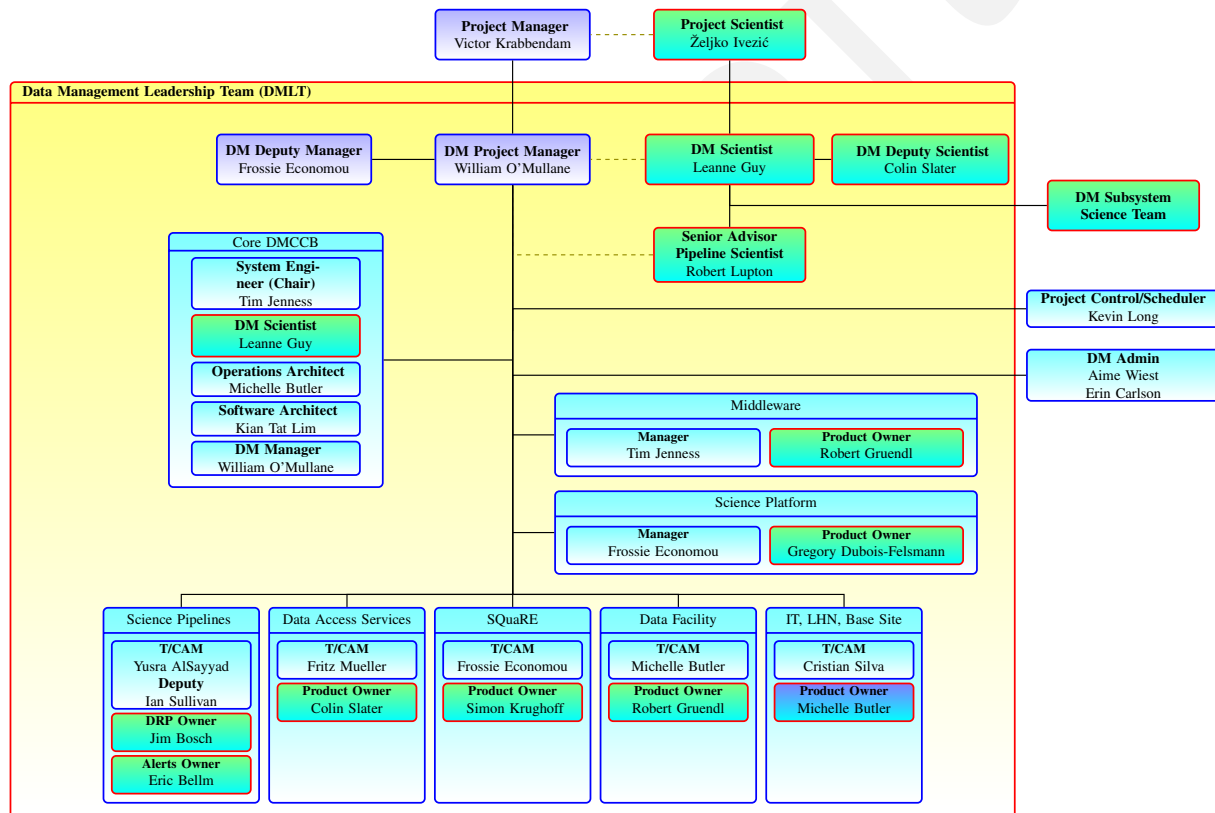 Project Manager
Victor Krabbendam
Project Scientist
Željko Ivezić
Data Management Leadership Team (DMLT)
DM Deputy Manager
Frossie Economou
DM Project Manager
William O'Mullane
DM Scientist
Leanne Guy
DM Deputy Scientist
Colin Slater
DM Subsystem
Science Team
Senior Advisor
Pipeline Scientist
Robert Lupton
Core DMCCB
System Engi-
neer (Chair)
Tim Jenness
DM Scientist
Leanne Guy
Operations Architect
Michelle Butler
Software Architect
Kian Tat Lim
DM Manager
William O'Mullane
Project Control/Scheduler
Kevin Long
DM Admin
Aime Wiest
Erin Carlson
Middleware
Manager
Tim Jenness
Product Owner
Robert Gruendl
Science Platform
Manager
Frossie Economou
Product Owner
Gregory Dubois-Felsmann
Science Pipelines
T/CAM
Yusra AlSayyad
Deputy
Ian Sullivan
DRP Owner
Jim Bosch
Alerts Owner
Eric Bellm
Data Access Services
T/CAM
Fritz Mueller
Product Owner
Colin Slater
SQuaRE
T/CAM
Frossie Economou
Product Owner
Simon Krughoff
Data Facility
T/CAM
Michelle Butler
Product Owner
Robert Gruendl
IT, LHN, Base Site
T/CAM
Cristian Silva
Product Owner
Michelle Butler